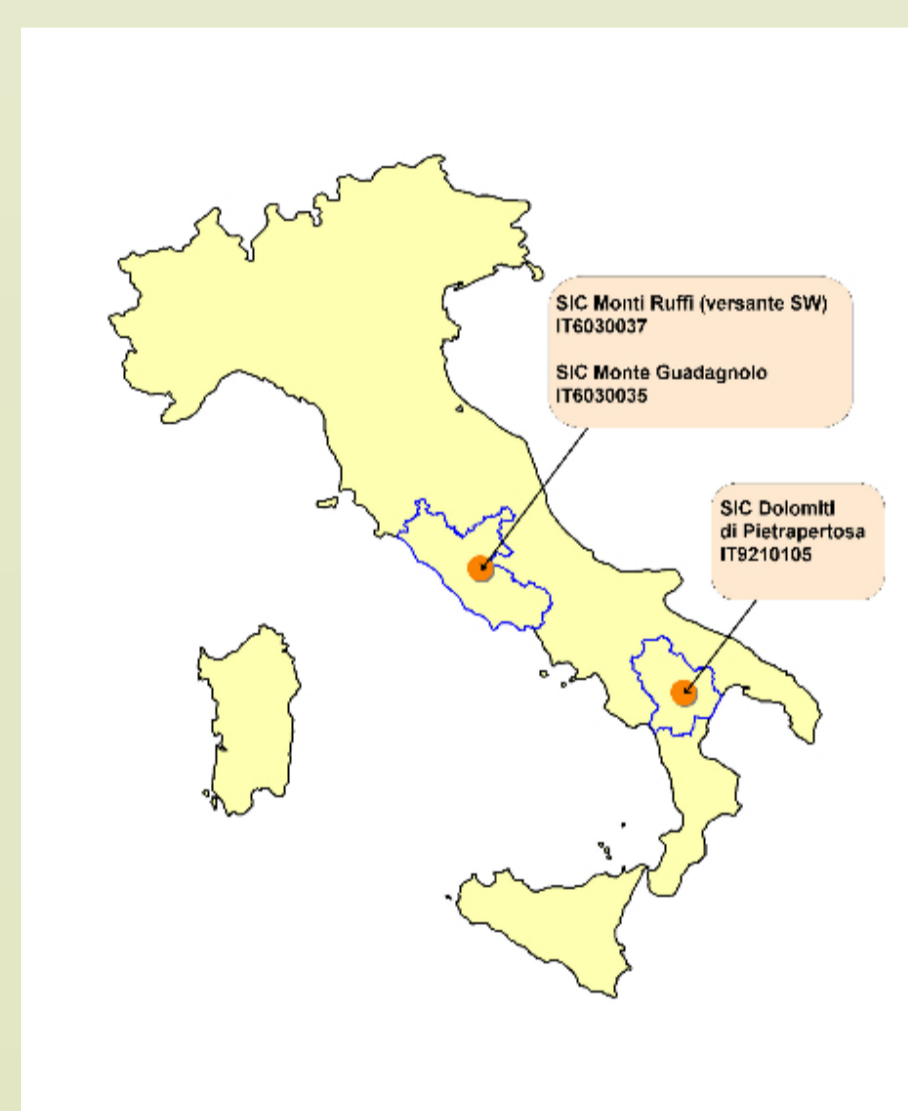 SIC Monti Ruffi (versante SW)
IT6030037
SIC Monte Guadagnolo
IT6030035
SIC Dolomiti
di Pietrapertosa
IT9210105